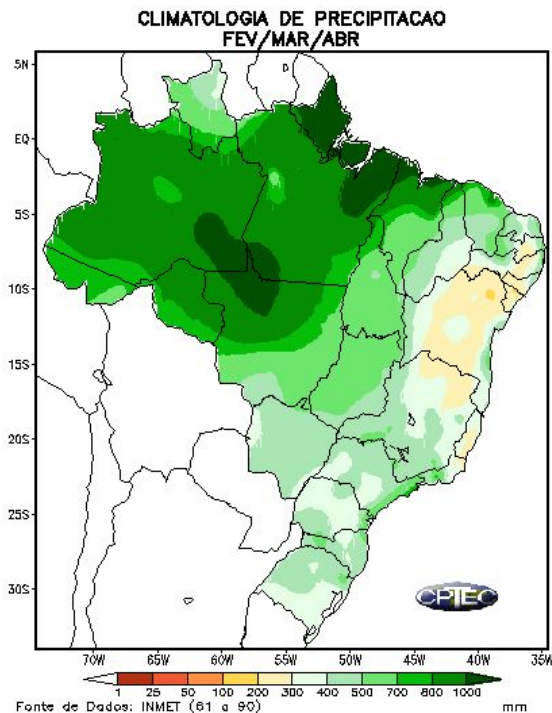 CLIMATOLOGIA DE PRECIPITACAO
FEV/MAR/ABR
5N
EQ
5S
10S
15S
20S
25S
30S
CPTEC
70W 65W 60W 55W 50W 45W 40W 35W
1 25 50 100 200 300 400 500 700 800 1000
Fonte de Dados: INMET (61 a 90) mm